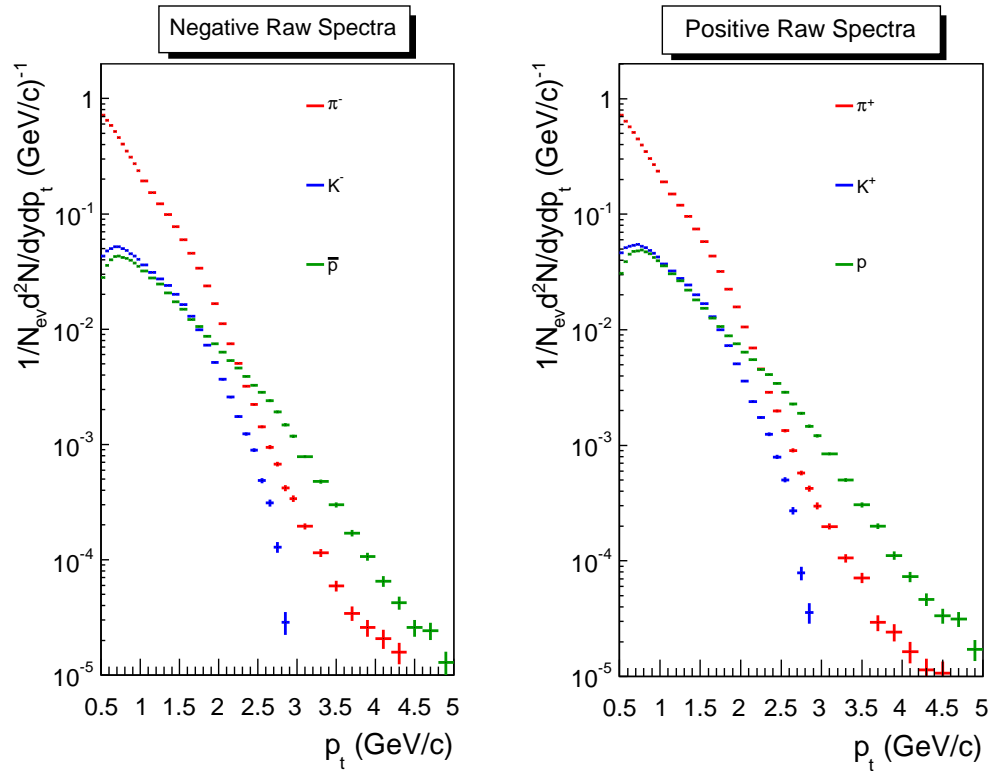 Negative Raw Spectra
1/N_ev d²N/dydp_t (GeV/c)⁻¹
1
10⁻¹
10⁻²
10⁻³
10⁻⁴
10⁻⁵
π⁻
K⁻
p̅
0.5 1 1.5 2 2.5 3 3.5 4 4.5 5
p_t (GeV/c)
Positive Raw Spectra
1/N_ev d²N/dydp_t (GeV/c)⁻¹
1
10⁻¹
10⁻²
10⁻³
10⁻⁴
10⁻⁵
π⁺
K⁺
p
0.5 1 1.5 2 2.5 3 3.5 4 4.5 5
p_t (GeV/c)